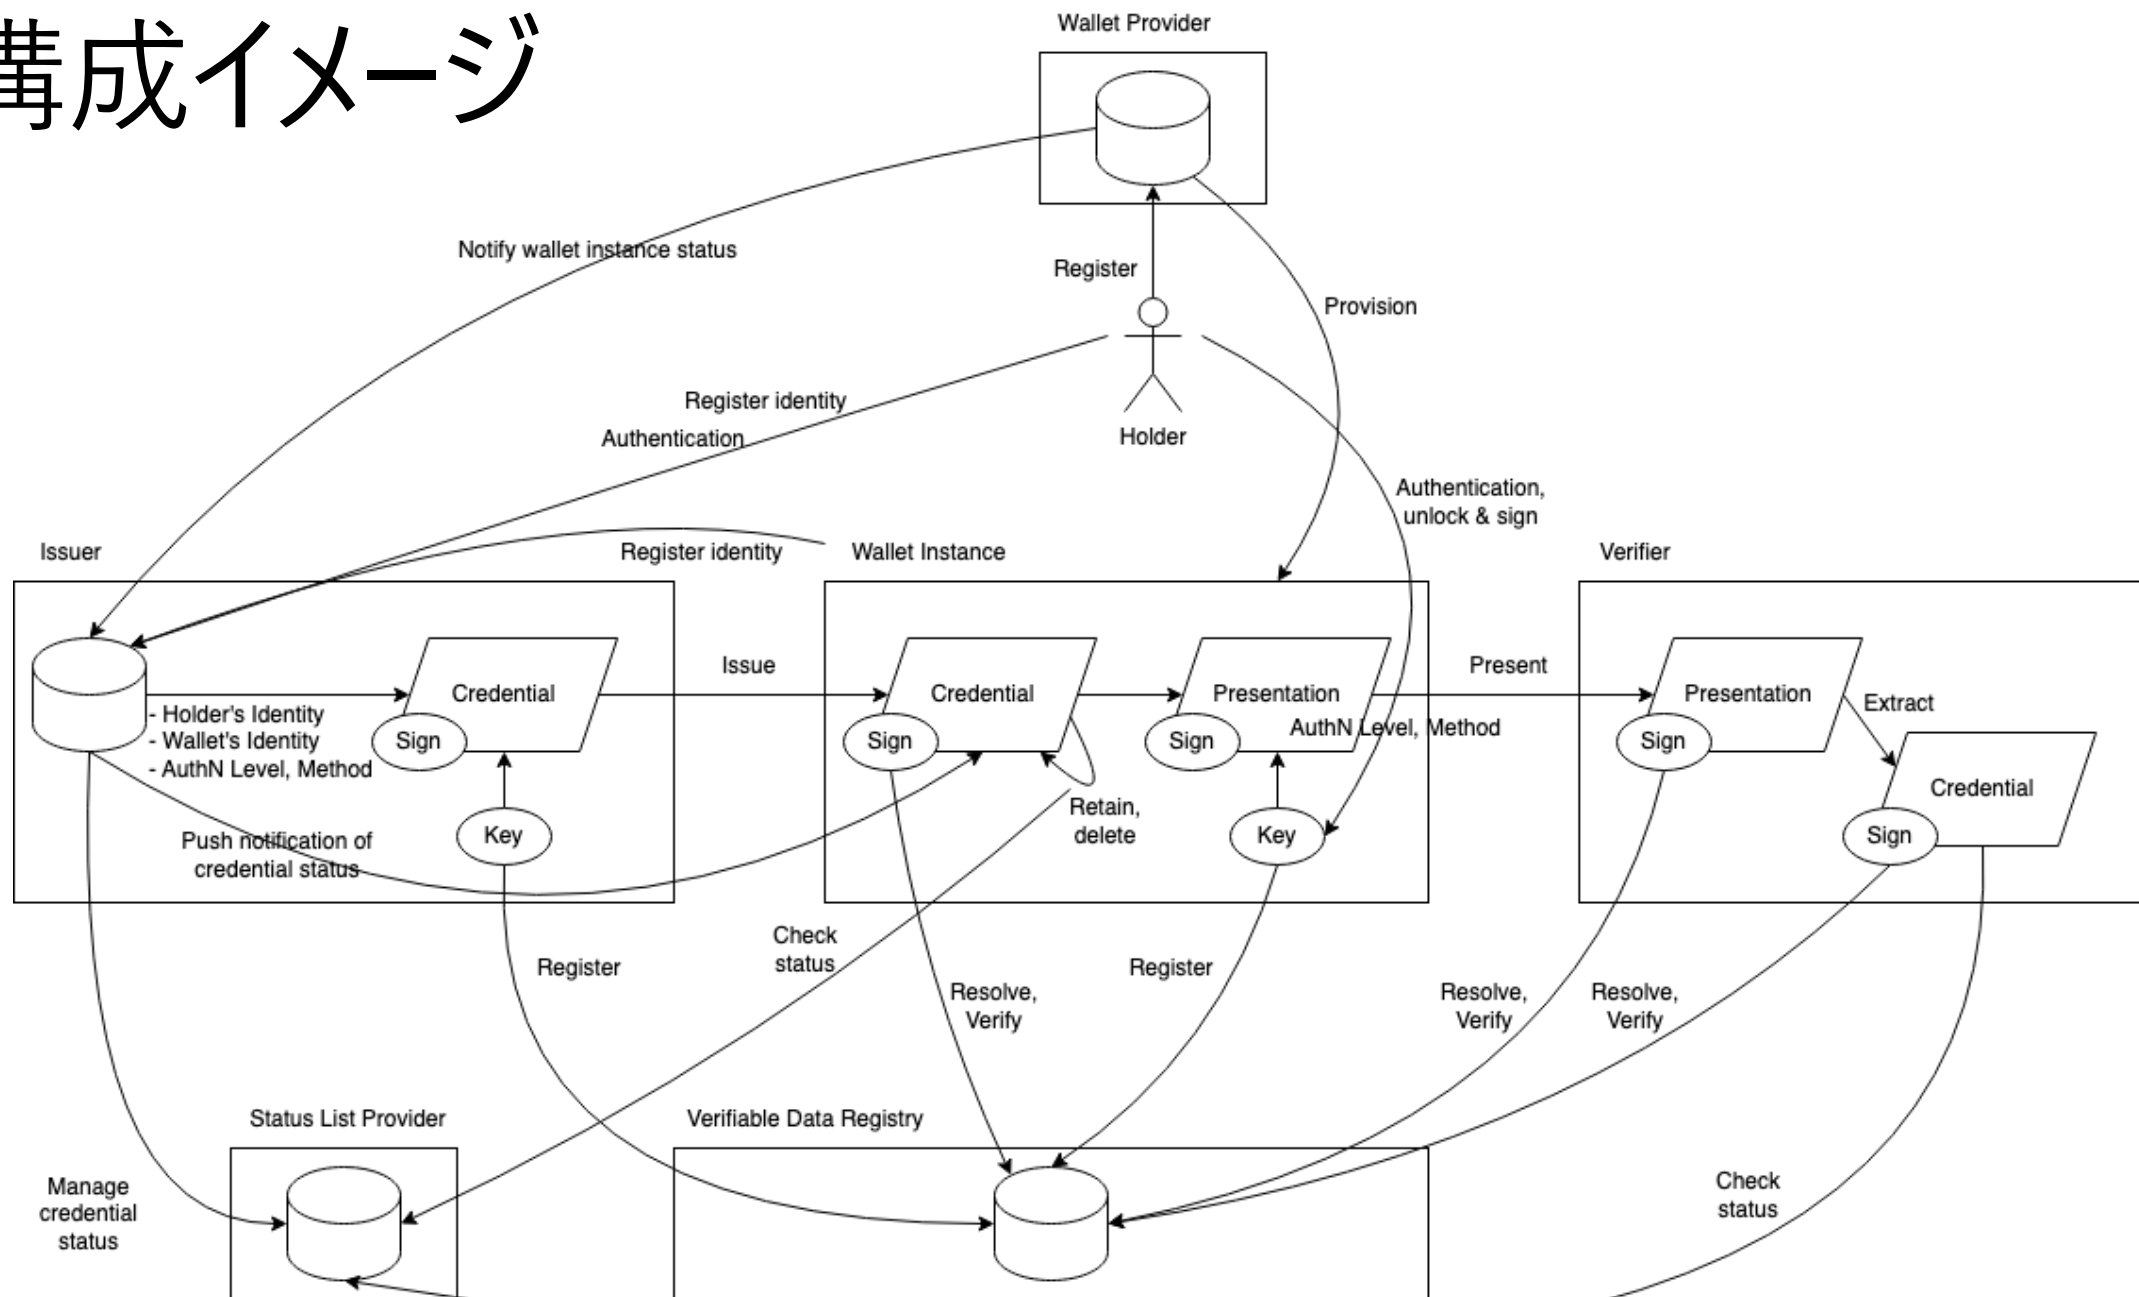 構成イメージ
Wallet Provider
Notify wallet instance status
Register
Provision
Register identity
Authentication
Holder
Authentication,
unlock & sign
Issuer
Register identity
Wallet Instance
Verifier
Credential
Sign
- Holder's Identity
- Wallet's Identity
- AuthN Level, Method
Key
Push notification of
credential status
Issue
Credential
Sign
Retain,
delete
Presentation
Sign
AuthN Level, Method
Key
Present
Presentation
Sign
Extract
Credential
Sign
Register
Check
status
Resolve,
Verify
Register
Resolve,
Verify
Resolve,
Verify
Status List Provider
Verifiable Data Registry
Manage
credential
status
Check
status